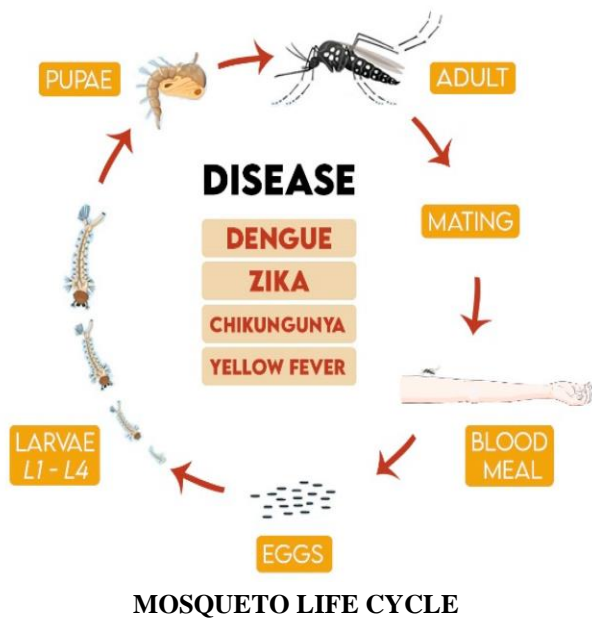 PUPAE
ADULT
DISEASE
DENGUE
ZIKA
CHIKUNGUNYA
YELLOW FEVER
MATING
BLOOD
MEAL
LARVAE
L1 - L4
EGGS
MOSQUETO LIFE CYCLE